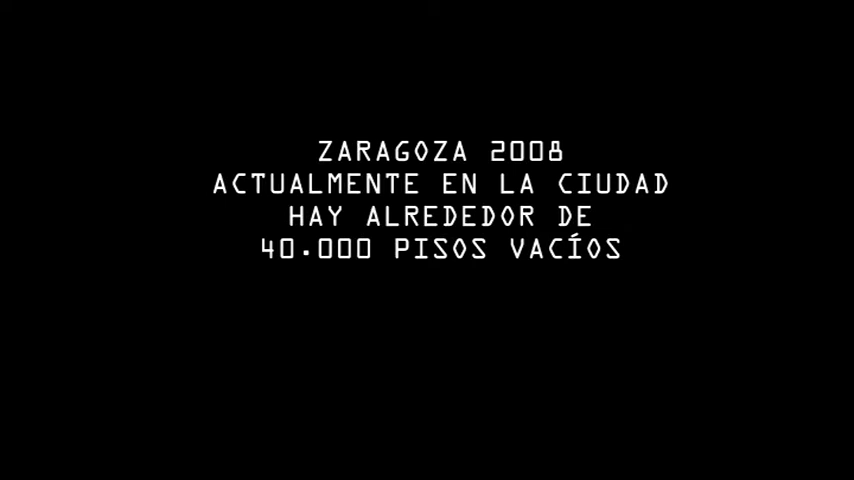 ZARAGOZA 2008
ACTUALMENTE EN LA CIUDAD
HAY ALREDEDOR DE
40.000 PISOS VACÍOS